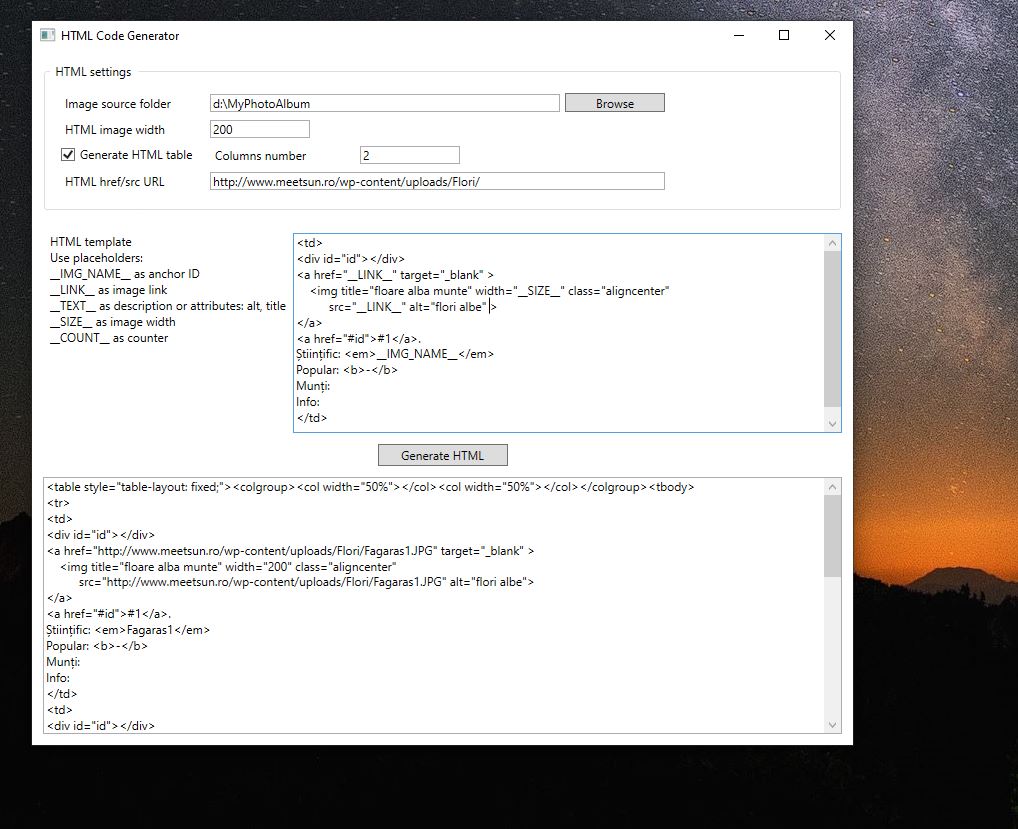 HTML Code Generator
HTML settings
Image source folder d:\MyPhotoAlbum Browse
HTML image width 200
Generate HTML table Columns number 2
HTML href/src URL http://www.meetsun.ro/wp-content/uploads/Flori/
HTML template
Use placeholders:
__IMG_NAME__ as anchor ID
__LINK__ as image link
__TEXT__ as description or attributes: alt, title
__SIZE__ as image width
__COUNT__ as counter
<td>
<div id="id"></div>
<a href="__LINK__" target="_blank" >
<img title="floare alba munte" width="__SIZE__" class="aligncenter"
src="__LINK__" alt="flori albe" >
</a>
<a href="#id">#1</a>.
Științific: <em>__IMG_NAME__</em>
Popular: <b>-</b>
Munți:
Info:
</td>
Generate HTML
<table style="table-layout: fixed;"><colgroup><col width="50%"></col><col width="50%"></col></colgroup><tbody>
<tr>
<td>
<div id="id"></div>
<a href="http://www.meetsun.ro/wp-content/uploads/Flori/Fagaras1.JPG" target="_blank" >
<img title="floare alba munte" width="200" class="aligncenter"
src="http://www.meetsun.ro/wp-content/uploads/Flori/Fagaras1.JPG" alt="flori albe">
</a>
<a href="#id">#1</a>.
Științific: <em>Fagaras1</em>
Popular: <b>-</b>
Munți:
Info:
</td>
<td>
<div id="id"></div>